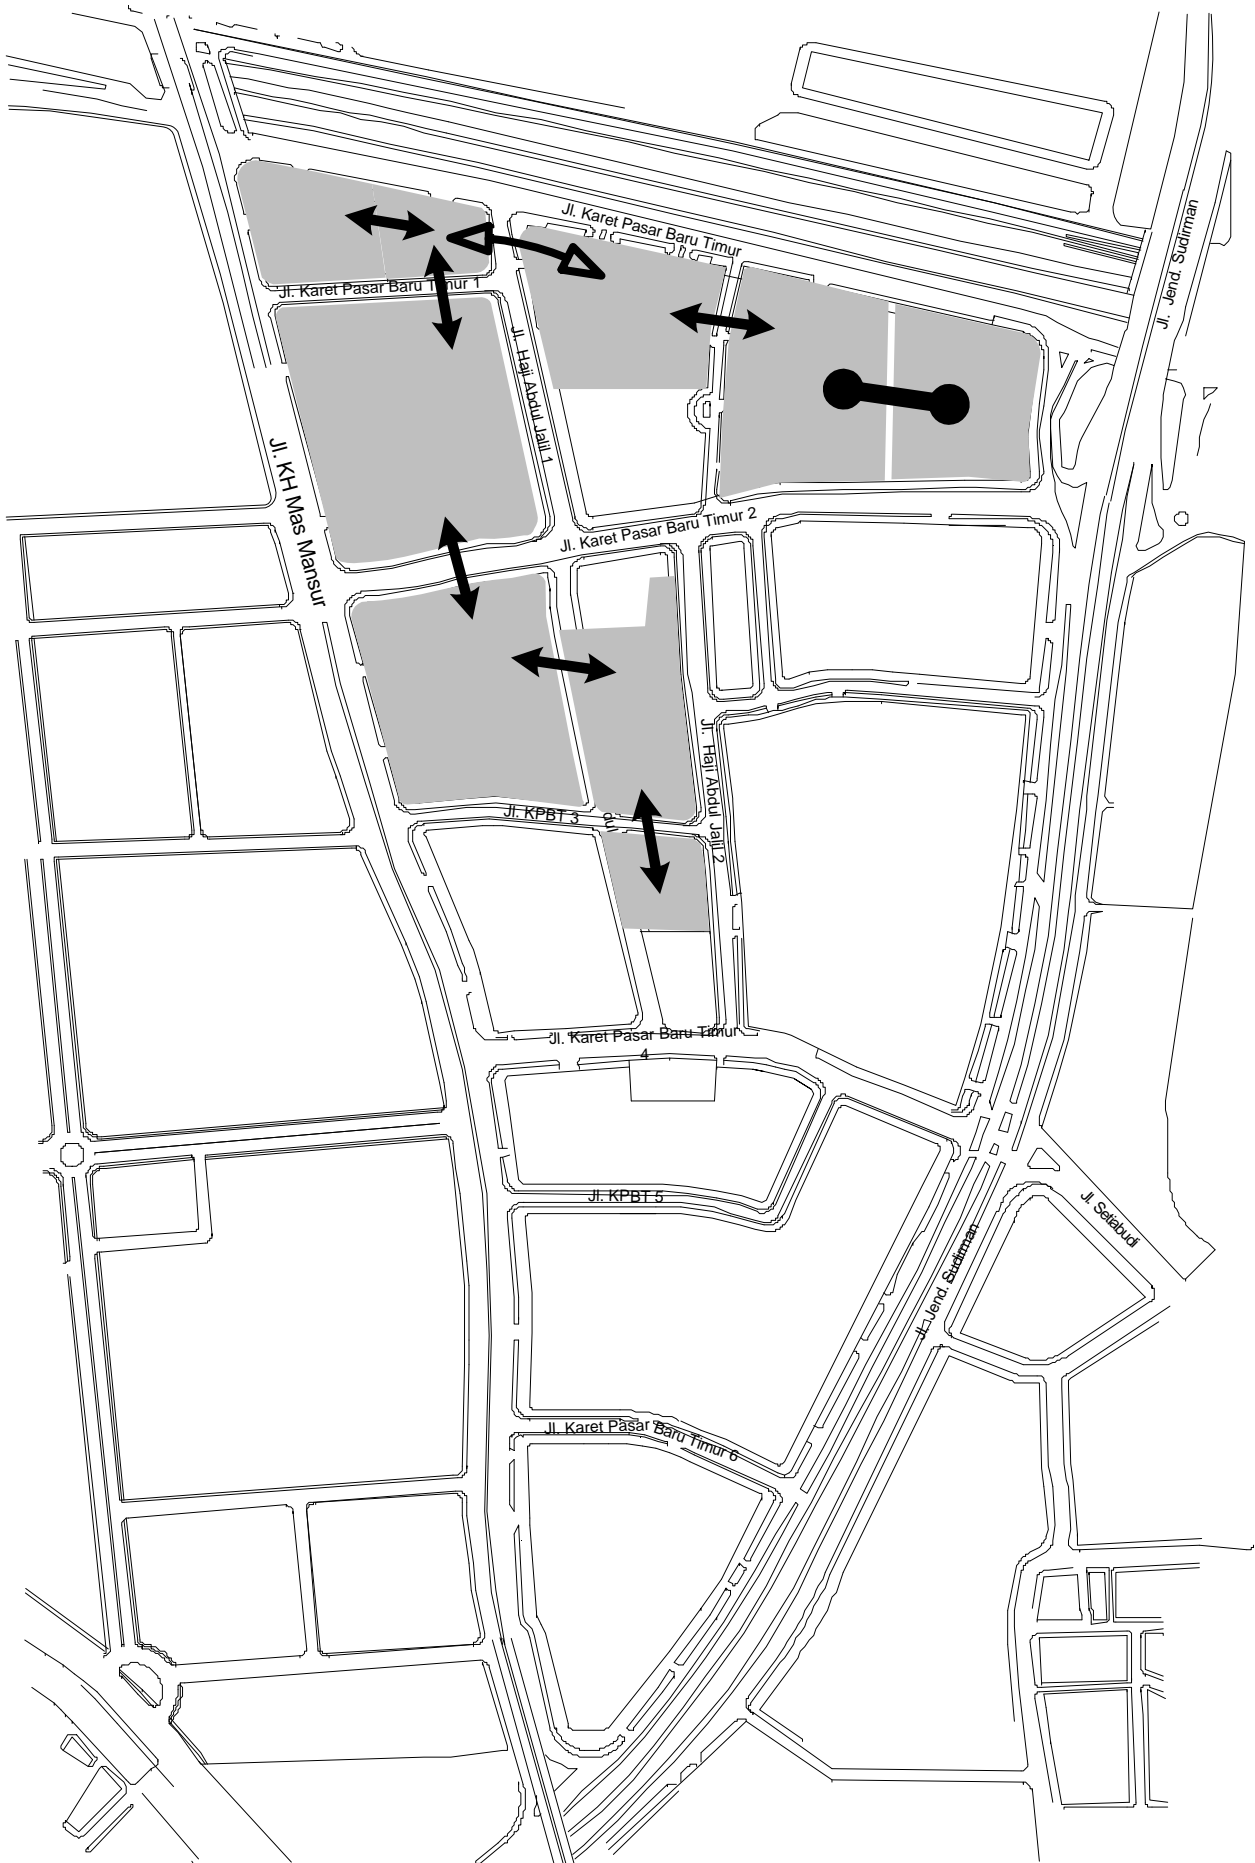 Jl. Karet Pasar Baru Timur
Jl. Jend. Sudirman
Jl. Karet Pasar Baru Timur 1
Jl. Haji Abdul Jalil 1
Jl. KH Mas Mansur
Jl. Karet Pasar Baru Timur 2
Jl. Haji Abdul Jalil 2
Jl. KPBT 3
dul
Jl. Karet Pasar Baru Timur
4
Jl. KPBT 5
Jl. Setiabudi
Jl. Jend. Sudirman
Jl. Karet Pasar Baru Timur 6